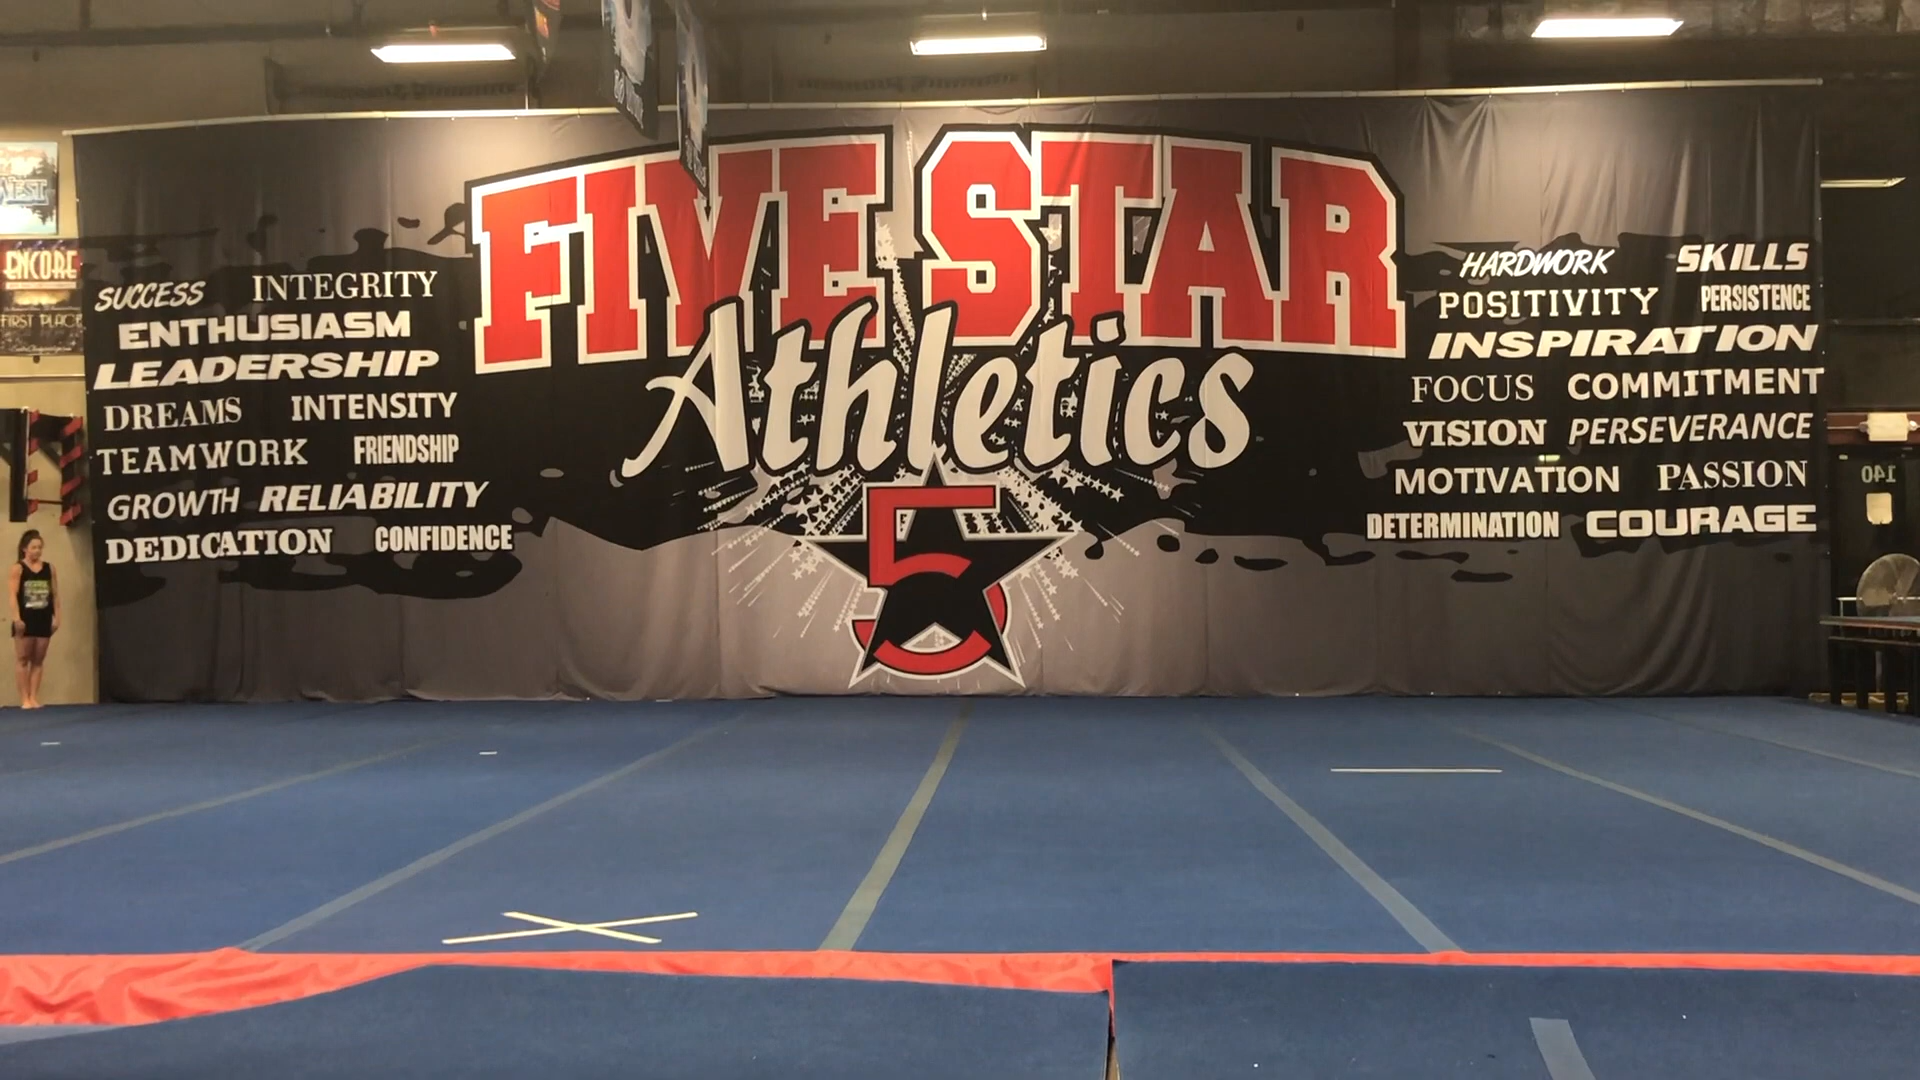 FIVE STAR
Athletics
5
SUCCESS INTEGRITY
ENTHUSIASM
LEADERSHIP
DREAMS INTENSITY
TEAMWORK FRIENDSHIP
GROWTH RELIABILITY
DEDICATION CONFIDENCE
HARDWORK SKILLS
POSITIVITY PERSISTENCE
INSPIRATION
FOCUS COMMITMENT
VISION PERSEVERANCE
MOTIVATION PASSION
DETERMINATION COURAGE
ENCORE
FIRST PLACE
140